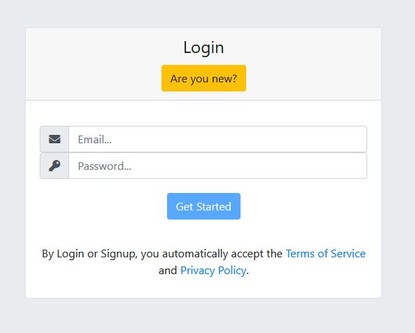 Login
Are you new?
Email...
Password...
Get Started
By Login or Signup, you automatically accept the Terms of Service
and Privacy Policy.